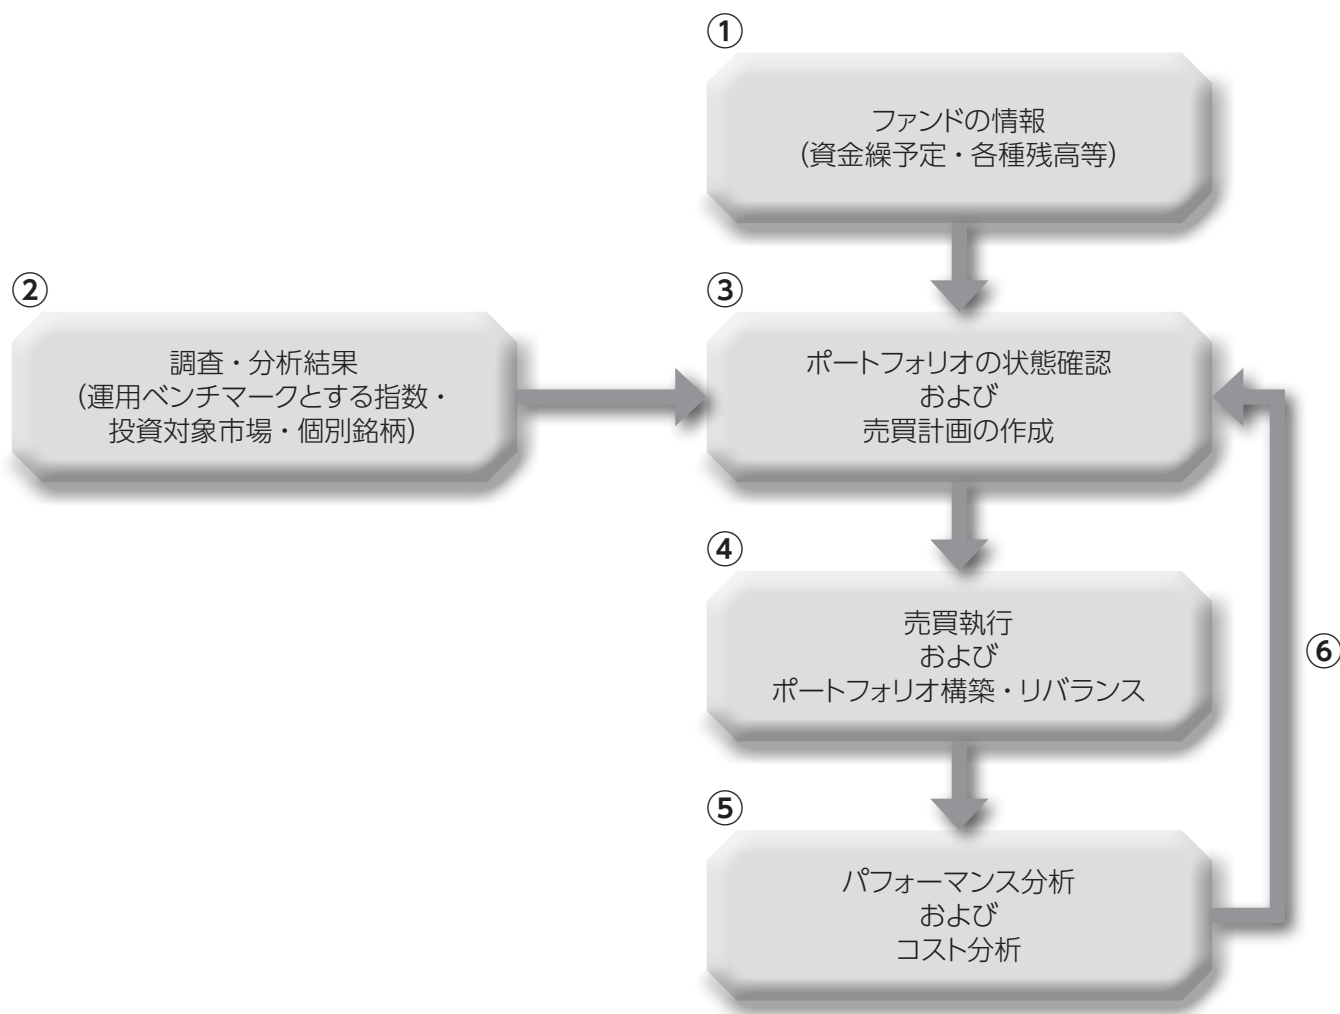 ①
ファンドの情報
(資金繰予定・各種残高等)
②
調査・分析結果
(運用ベンチマークとする指数・
投資対象市場・個別銘柄)
③
ポートフォリオの状態確認
および
売買計画の作成
④
売買執行
および
ポートフォリオ構築・リバランス
⑥
⑤
パフォーマンス分析
および
コスト分析